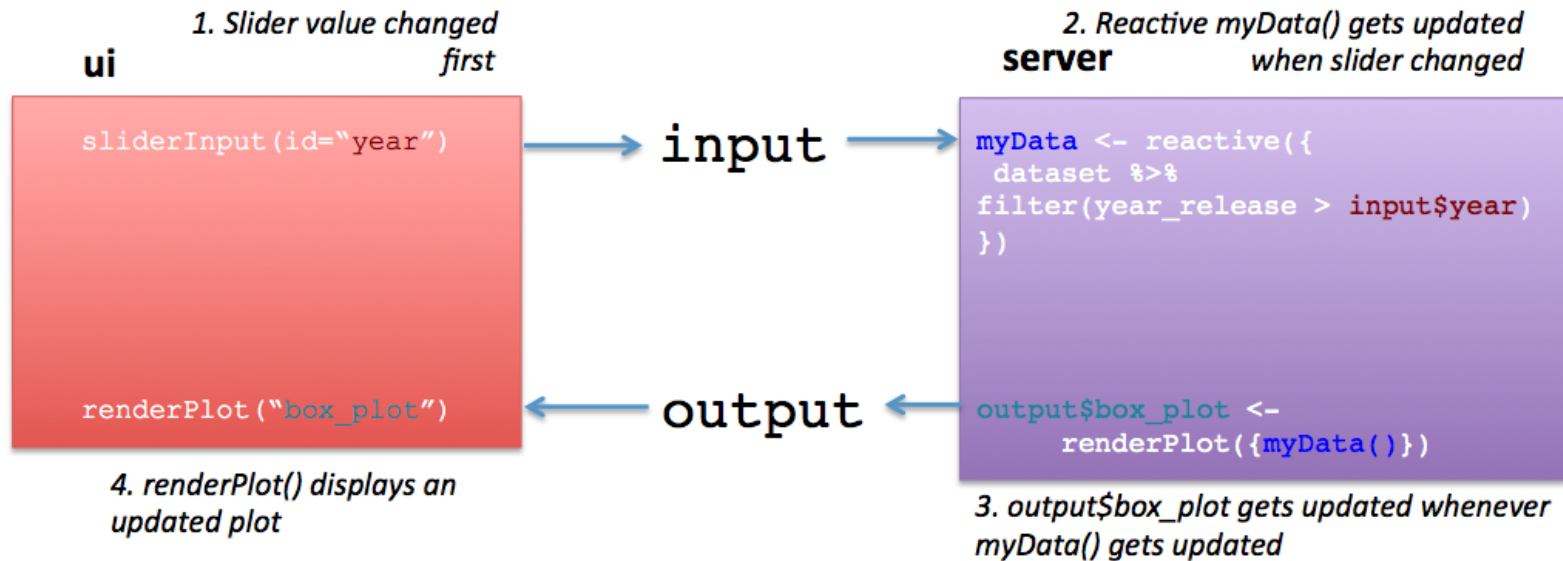 1. Slider value changed
first
ui
sliderInput(id=“year”)
input
2. Reactive myData() gets updated
when slider changed
server
myData <- reactive({
dataset %>%
filter(year_release > input$year)
})
output$box_plot <-
renderPlot({myData()})
3. output$box_plot gets updated whenever
myData() gets updated
output
renderPlot(“box_plot”)
4. renderPlot() displays an
updated plot